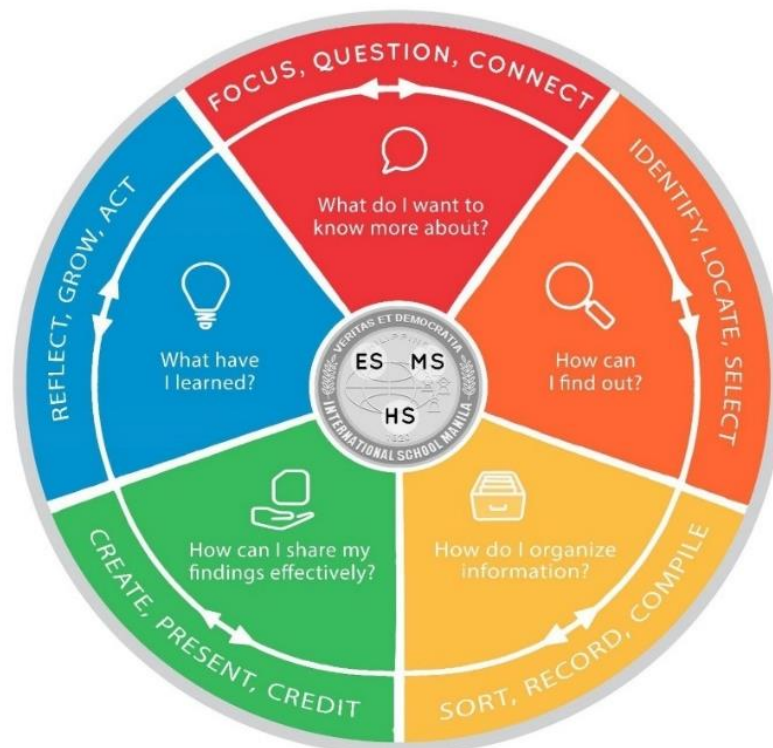 FOCUS, QUESTION, CONNECT
What do I want to
know more about?
IDENTIFY, LOCATE, SELECT
How can
I find out?
SORT, RECORD, COMPILE
How do I organize
information?
CREATE, PRESENT, CREDIT
How can I share my
findings effectively?
REFLECT, GROW, ACT
What have
I learned?
VERITAS ET DEMOCRATIA
ES MS
HS
1920
INTERNATIONAL SCHOOL MANILA